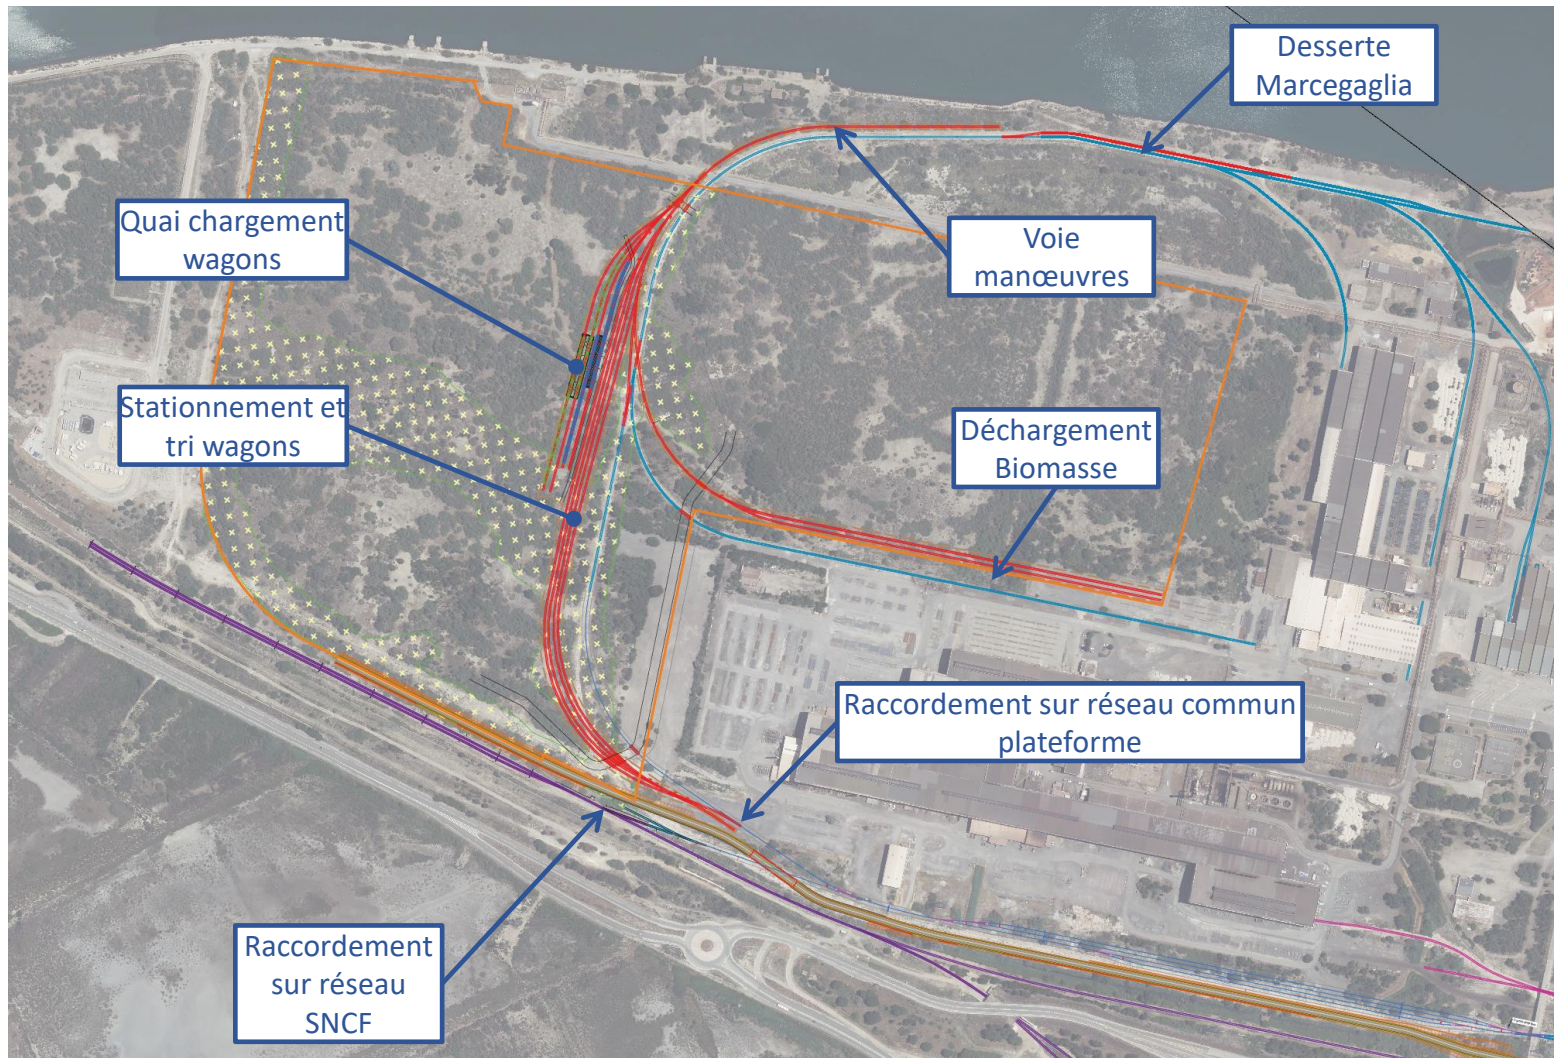 Desserte
Marcegaglia
Quai chargement
wagons
Voie
manœuvres
Stationnement et
tri wagons
Déchargement
Biomasse
Raccordement sur réseau commun
plateforme
Raccordement
sur réseau
SNCF